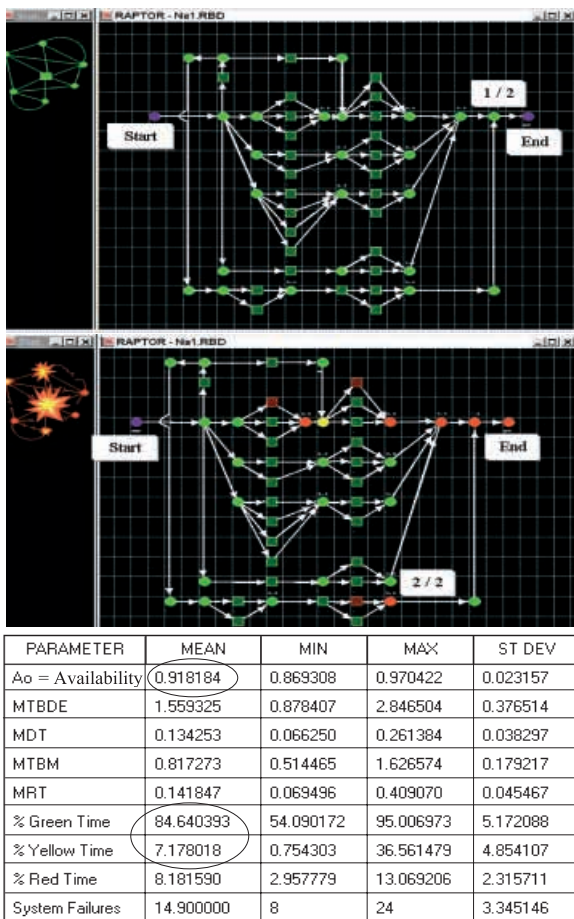 RAPTOR - Ns1.RBD
1 / 2
Start
End
RAPTOR - Ns1.RBD
Start
End
2 / 2
PARAMETER MEAN MIN MAX ST DEV
Ao = Availability 0.918184 0.869308 0.970422 0.023157
MTBDE 1.559325 0.878407 2.846504 0.376514
MDT 0.134253 0.066250 0.261384 0.038297
MTBM 0.817273 0.514465 1.626574 0.179217
MRT 0.141847 0.069496 0.409070 0.045467
% Green Time 84.640393 54.090172 95.006973 5.172088
% Yellow Time 7.178018 0.754303 36.561479 4.854107
% Red Time 8.181590 2.957779 13.069206 2.315711
System Failures 14.900000 8 24 3.345146